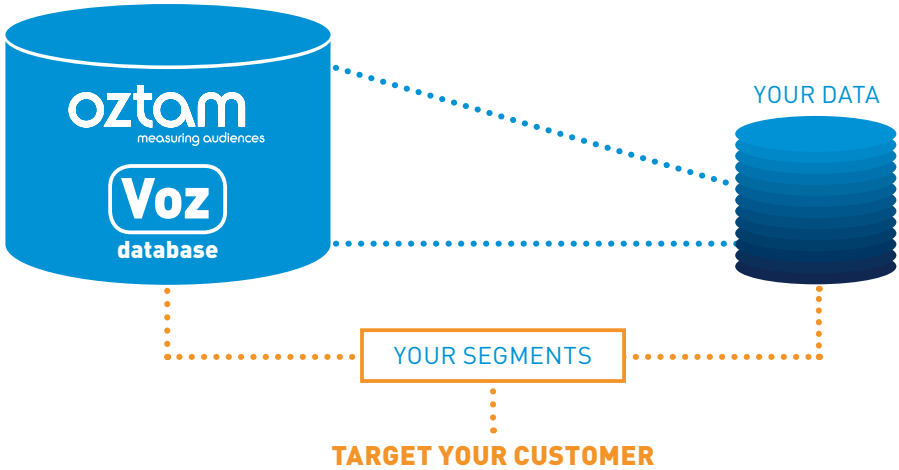 oztam
measuring audiences
Voz
database
YOUR DATA
YOUR SEGMENTS
TARGET YOUR CUSTOMER